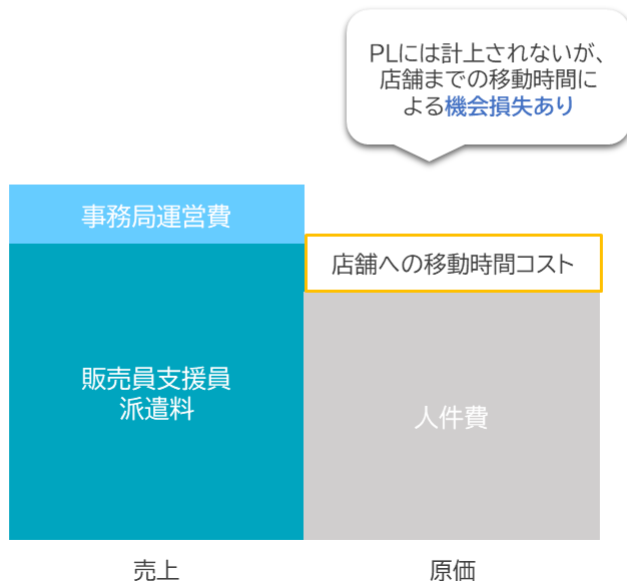 PLには計上されないが、
店舗までの移動時間に
よる機会損失あり
事務局運営費
店舗への移動時間コスト
販売員支援員
派遣料
人件費
売上
原価